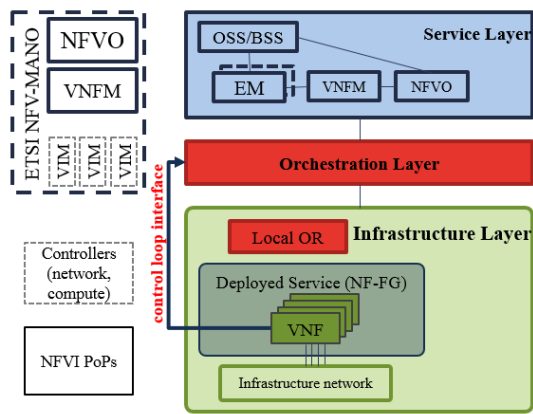 ETSI NFV-MANO
NFVO
VNFM
VIM
VIM
VIM
Controllers
(network,
compute)
NFVI PoPs
OSS/BSS
Service Layer
EM
VNFM
NFVO
Orchestration Layer
control loop interface
Local OR
Infrastructure Layer
Deployed Service (NF-FG)
VNF
Infrastructure network